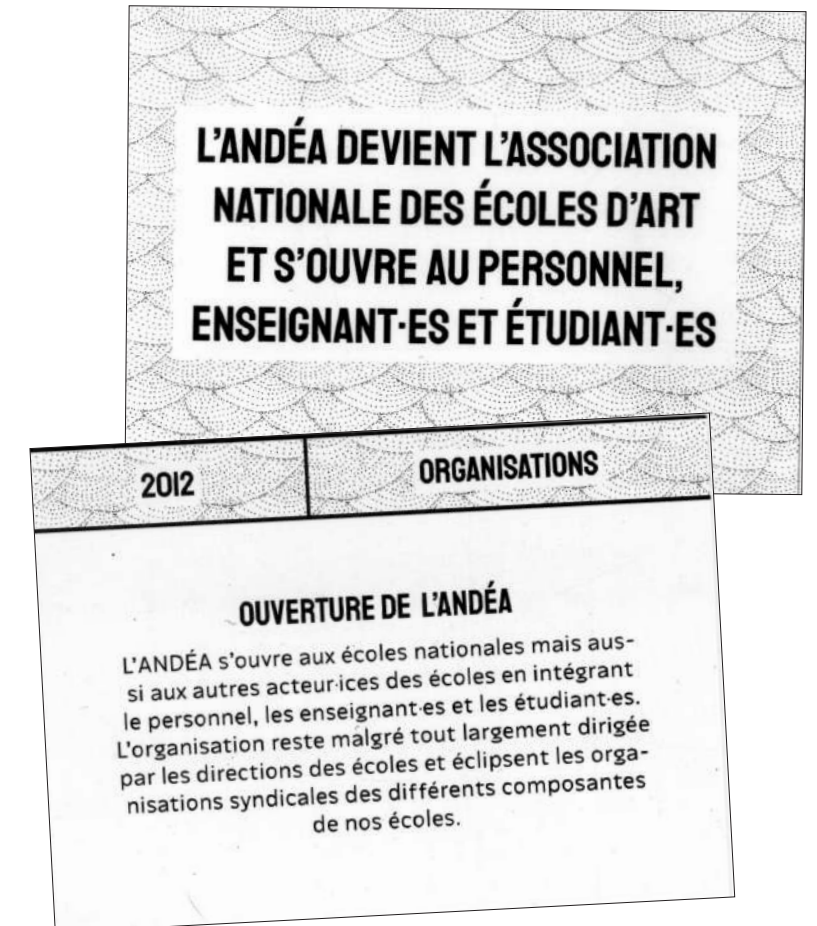 L'ANDÉA DEVIENT L'ASSOCIATION
NATIONALE DES ÉCOLES D'ART
ET S'OUVRE AU PERSONNEL,
ENSEIGNANT·ES ET ÉTUDIANT·ES
2012
ORGANISATIONS
OUVERTURE DE L'ANDÉA
L'ANDÉA s'ouvre aux écoles nationales mais aus-
si aux autres acteur·ices des écoles en intégrant
le personnel, les enseignant·es et les étudiant·es.
L'organisation reste malgré tout largement dirigée
par les directions des écoles et éclipsent les orga-
nisations syndicales des différents composantes
de nos écoles.